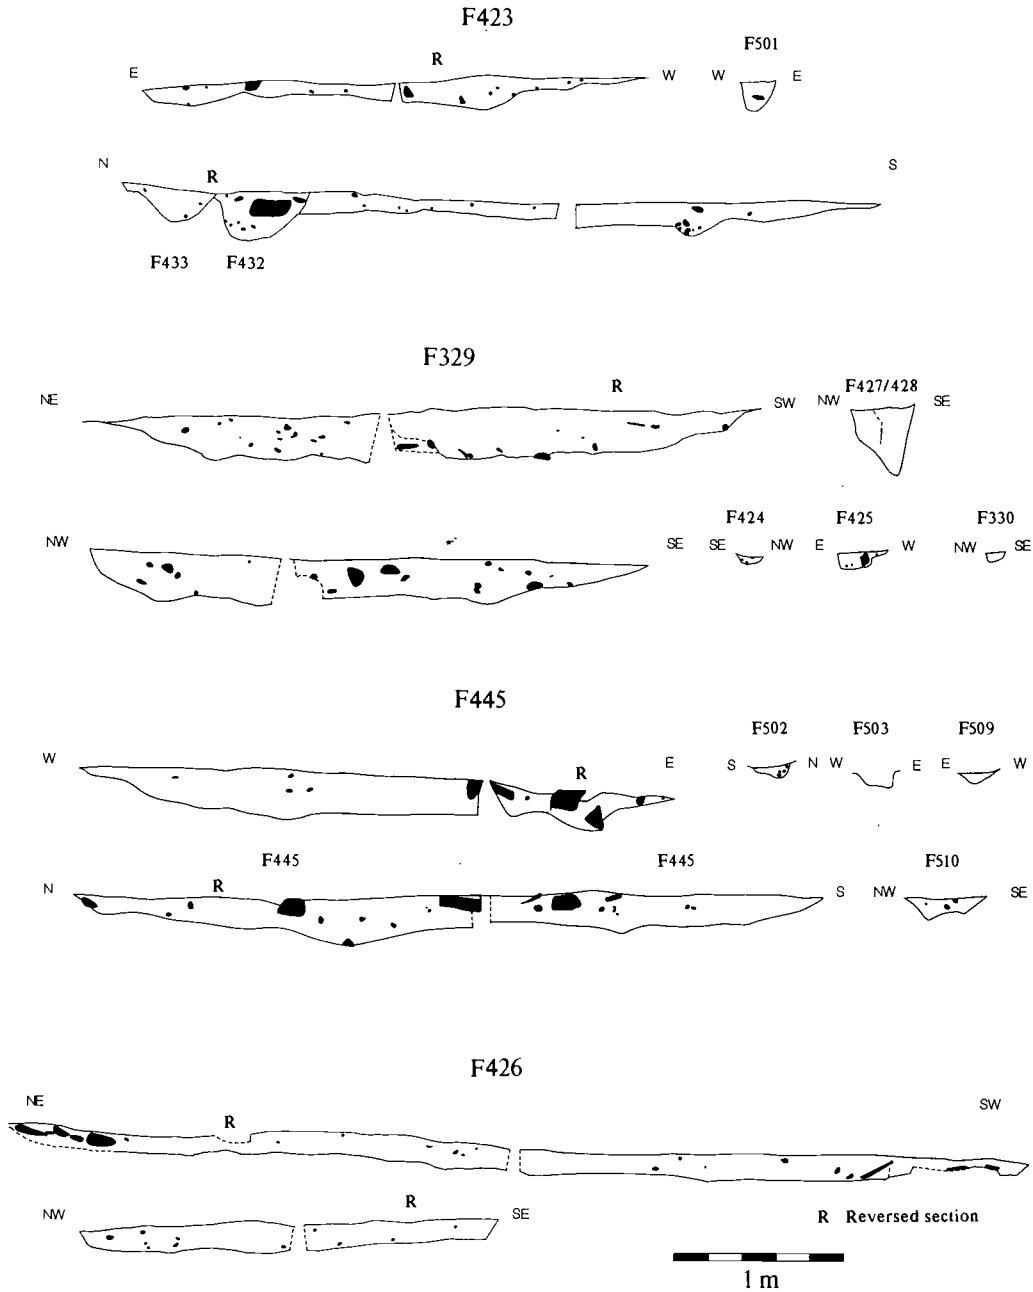 F423
F501
R
E W W E
N S
R
F433 F432
F329
R F427/428
NE SW NW SE
F424 F425 F330
NW SE SE NW E W NW SE
F445
F502 F503 F509
W R E S N W E E W
F445 F445 F510
N R S NW SE
F426
NE SW
R
NW R SE
R Reversed section
1 m